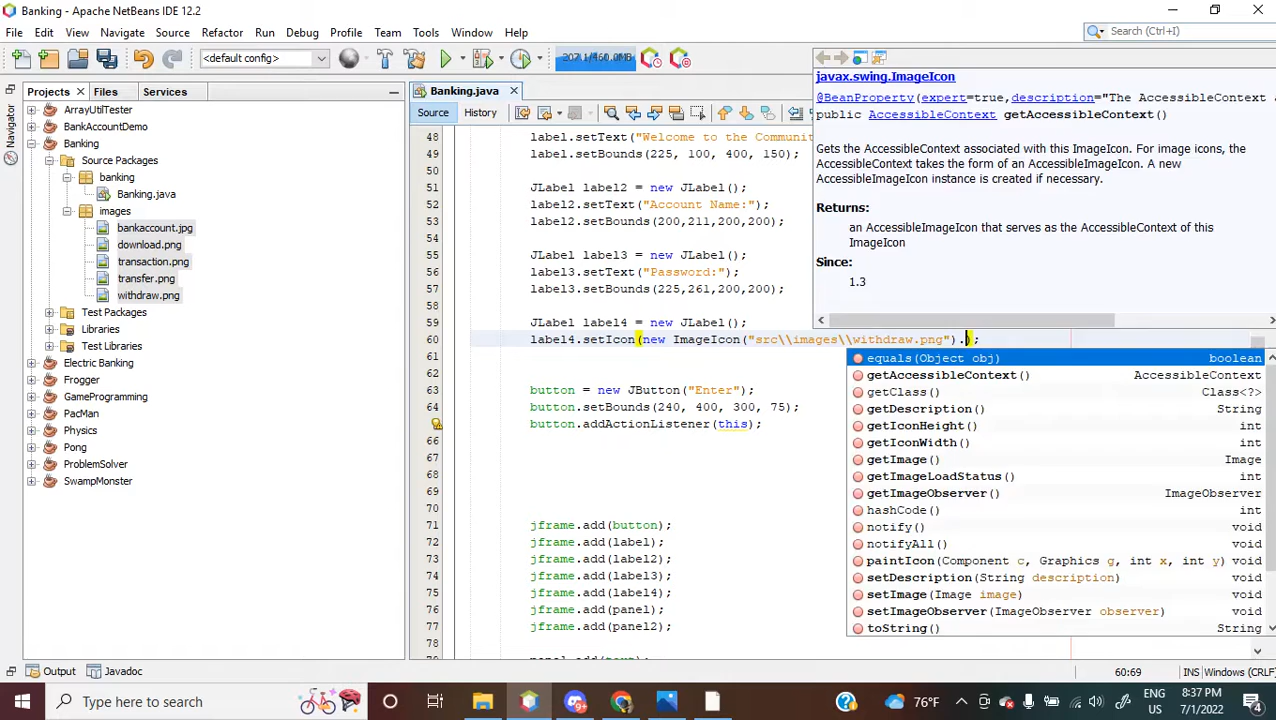 Banking - Apache NetBeans IDE 12.2
File Edit View Navigate Source Refactor Run Debug Profile Team Tools Window Help
Search (Ctrl+I)
<default config>
207.1/460.0MB
Projects Files Services
Navigator
ArrayUtilTester
BankAccountDemo
Banking
Source Packages
banking
Banking.java
images
bankaccount.jpg
download.png
transaction.png
transfer.png
withdraw.png
Test Packages
Libraries
Test Libraries
Electric Banking
Frogger
GameProgramming
PacMan
Physics
Pong
ProblemSolver
SwampMonster
Banking.java
Source History
48 label.setText("Welcome to the Communit
49 label.setBounds(225, 100, 400, 150);
50
51 JLabel label2 = new JLabel();
52 label2.setText("Account Name:");
53 label2.setBounds(200,211,200,200);
54
55 JLabel label3 = new JLabel();
56 label3.setText("Password:");
57 label3.setBounds(225,261,200,200);
58
59 JLabel label4 = new JLabel();
60 label4.setIcon(new ImageIcon("src\\images\\withdraw.png").);
61
62
63 button = new JButton("Enter");
64 button.setBounds(240, 400, 300, 75);
button.addActionListener(this);
66
67
68
69
70
71 jframe.add(button);
72 jframe.add(label);
73 jframe.add(label2);
74 jframe.add(label3);
75 jframe.add(label4);
76 jframe.add(panel);
77 jframe.add(panel2);
78
79 panel.add(text);
javax.swing.ImageIcon
@BeanProperty(expert=true,description="The AccessibleContext a
public AccessibleContext getAccessibleContext()
Gets the AccessibleContext associated with this ImageIcon. For image icons, the
AccessibleContext takes the form of an AccessibleImageIcon. A new
AccessibleImageIcon instance is created if necessary.
Returns:
an AccessibleImageIcon that serves as the AccessibleContext of this
ImageIcon
Since:
1.3
equals(Object obj) boolean
getAccessibleContext() AccessibleContext
getClass() Class<?>
getDescription() String
getIconHeight() int
getIconWidth() int
getImage() Image
getImageLoadStatus() int
getImageObserver() ImageObserver
hashCode() int
notify() void
notifyAll() void
paintIcon(Component c, Graphics g, int x, int y) void
setDescription(String description) void
setImage(Image image) void
setImageObserver(ImageObserver observer) void
toString() String
Output Javadoc
60:69 INS Windows (CRLF
Type here to search
9+
76°F
ENG
US
8:37 PM
7/1/2022